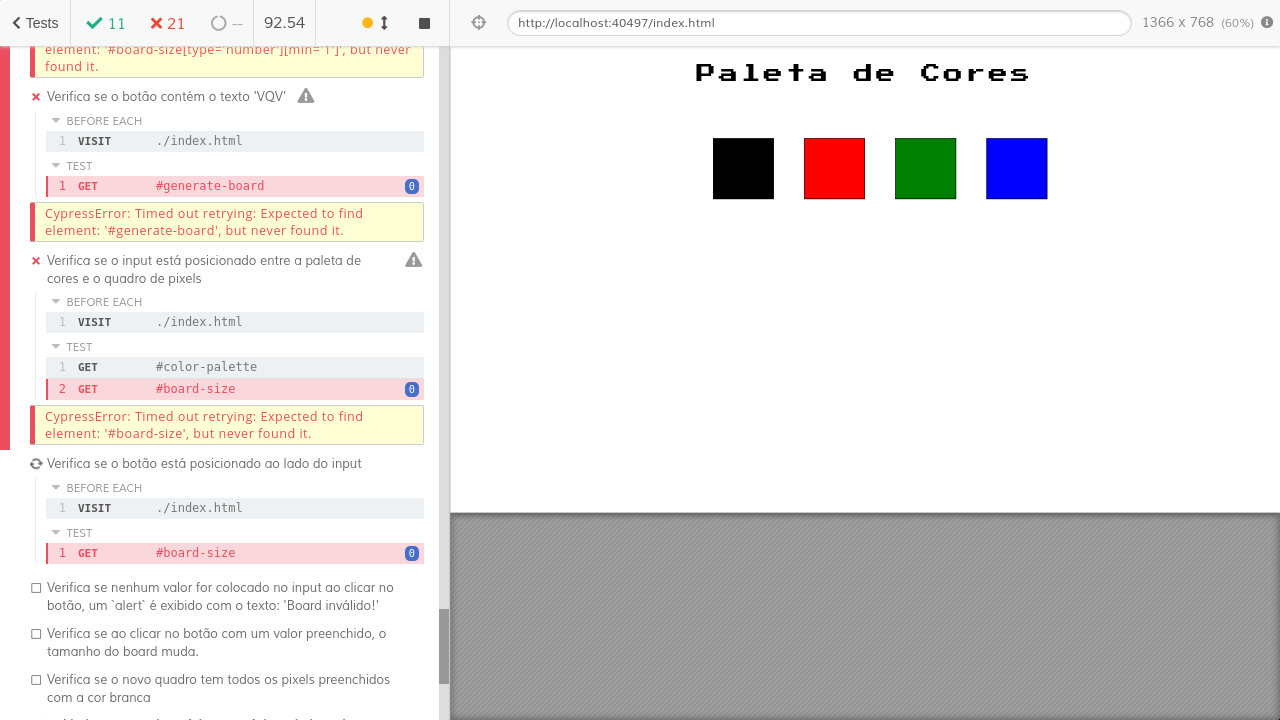 Tests
11
21
--
92.54
http://localhost:40497/index.html
1366 x 768 (60%)
element: '#board-size[type='number'][min='1']', but never
found it.
Verifica se o botão contém o texto 'VQV'
BEFORE EACH
1 VISIT ./index.html
TEST
1 GET #generate-board 0
CypressError: Timed out retrying: Expected to find
element: '#generate-board', but never found it.
Verifica se o input está posicionado entre a paleta de
cores e o quadro de pixels
BEFORE EACH
1 VISIT ./index.html
TEST
1 GET #color-palette
2 GET #board-size 0
CypressError: Timed out retrying: Expected to find
element: '#board-size', but never found it.
Verifica se o botão está posicionado ao lado do input
BEFORE EACH
1 VISIT ./index.html
TEST
1 GET #board-size 0
Verifica se nenhum valor for colocado no input ao clicar no
botão, um `alert` é exibido com o texto: 'Board inválido!'
Verifica se ao clicar no botão com um valor preenchido, o
tamanho do board muda.
Verifica se o novo quadro tem todos os pixels preenchidos
com a cor branca
Paleta de Cores